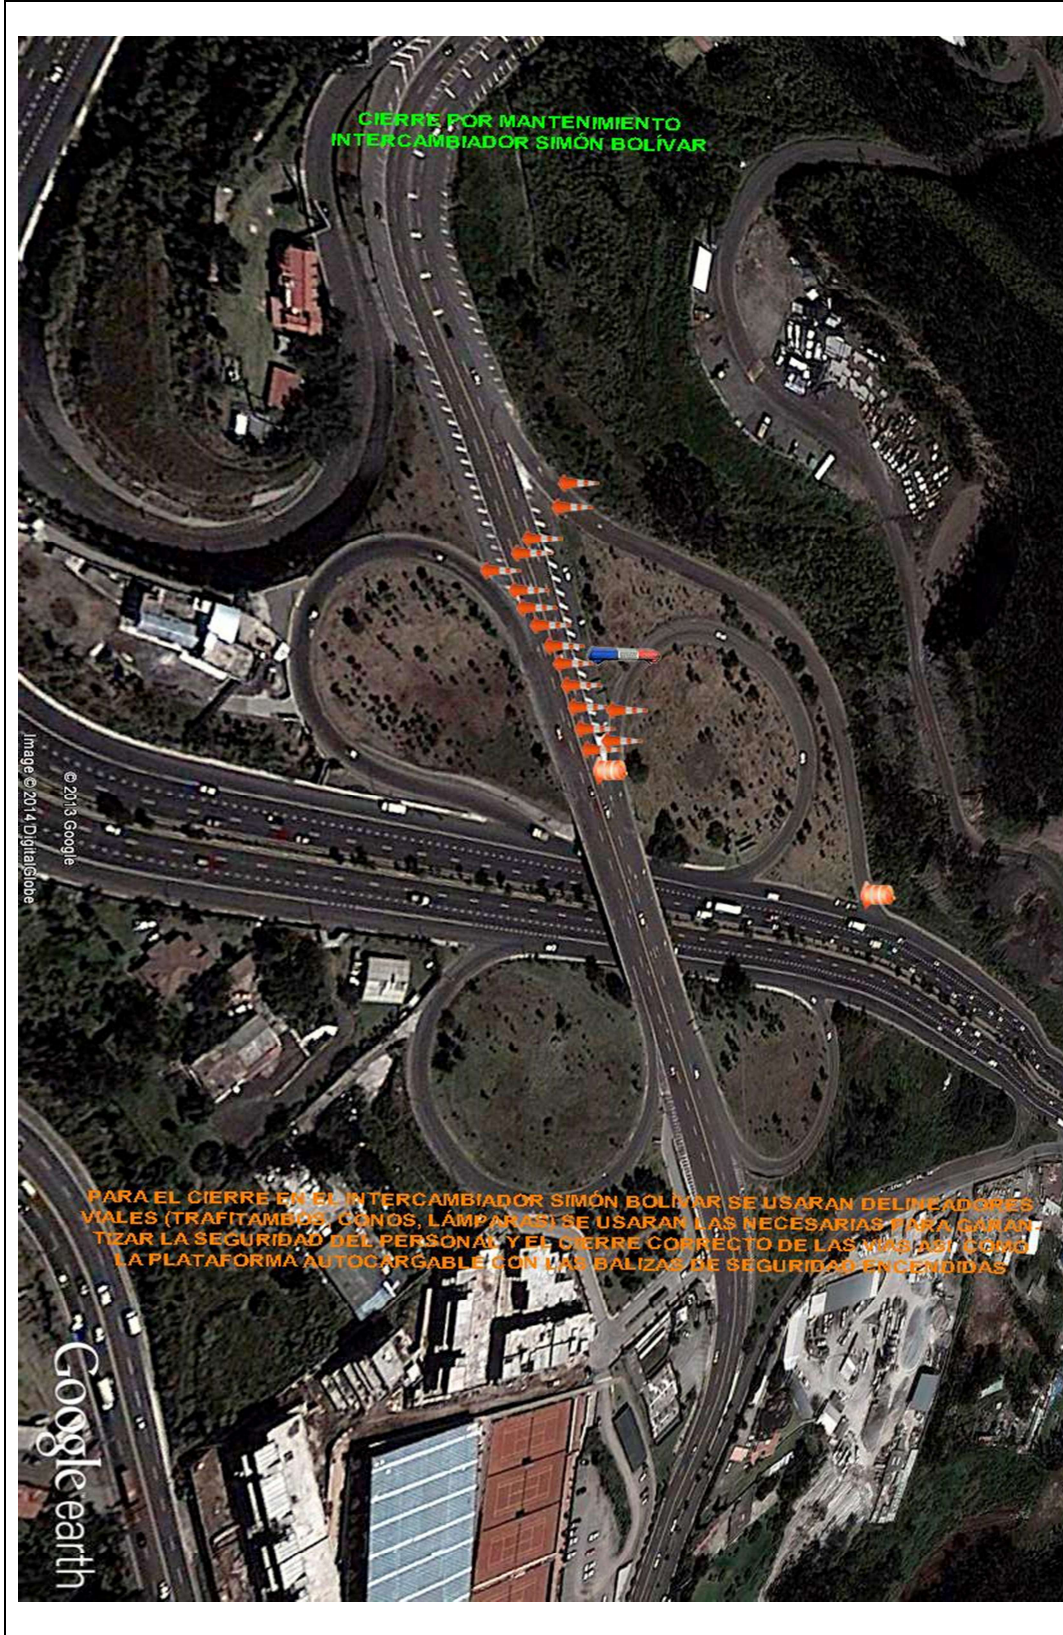 CIERRE POR MANTENIMIENTO
INTERCAMBIADOR SIMÓN BOLÍVAR
© 2013 Google
Image © 2014 DigitalGlobe
PARA EL CIERRE EN EL INTERCAMBIADOR SIMÓN BOLÍVAR SE USARAN DELINEADORES
VIALES (TRAFITAMBOS, CONOS, LÁMPARAS) SE USARAN LAS NECESARIAS PARA GARAN-
TIZAR LA SEGURIDAD DEL PERSONAL Y EL CIERRE CORRECTO DE LAS VIAS ASI COMO
LA PLATAFORMA AUTOCARGABLE CON LAS BALIZAS DE SEGURIDAD ENCENDIDAS
Google earth